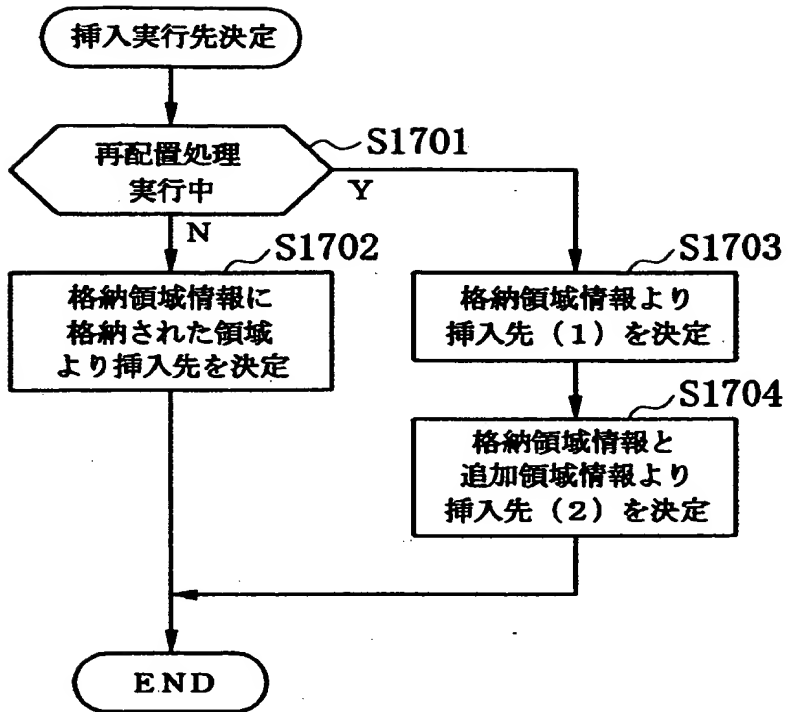 挿入実行先決定
再配置処理
実行中
S1701
Y
N
S1702
格納領域情報に
格納された領域
より挿入先を決定
S1703
格納領域情報より
挿入先（1）を決定
S1704
格納領域情報と
追加領域情報より
挿入先（2）を決定
END